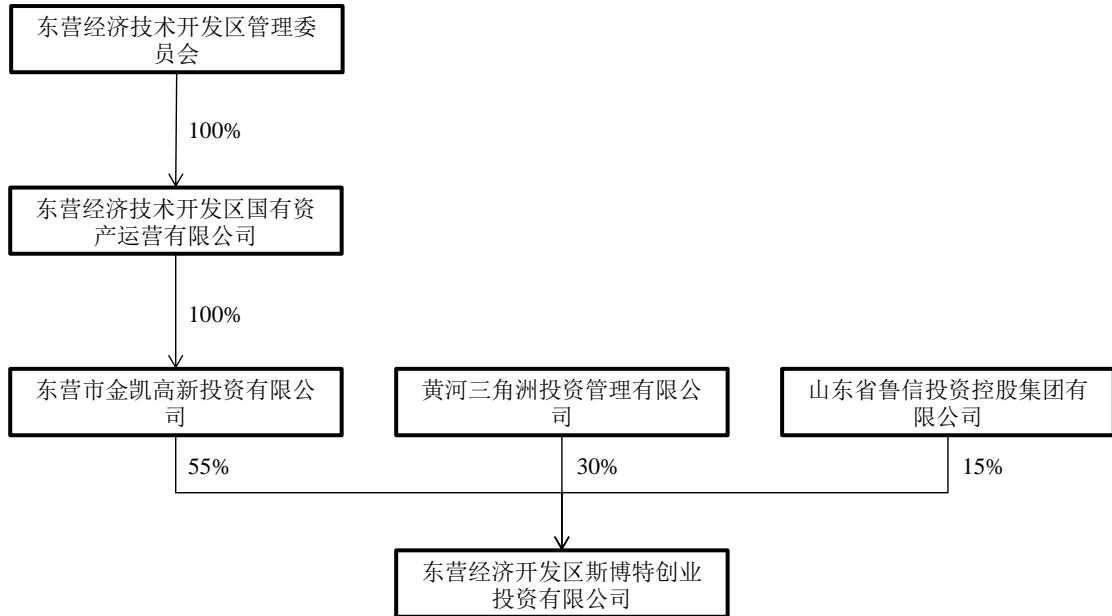 东营经济技术开发区管理委
员会
100%
东营经济技术开发区国有资
产运营有限公司
100%
东营市金凯高新投资有限公
司
黄河三角洲投资管理有限公
司
山东省鲁信投资控股集团有
限公司
55%
30%
15%
东营经济开发区斯博特创业
投资有限公司